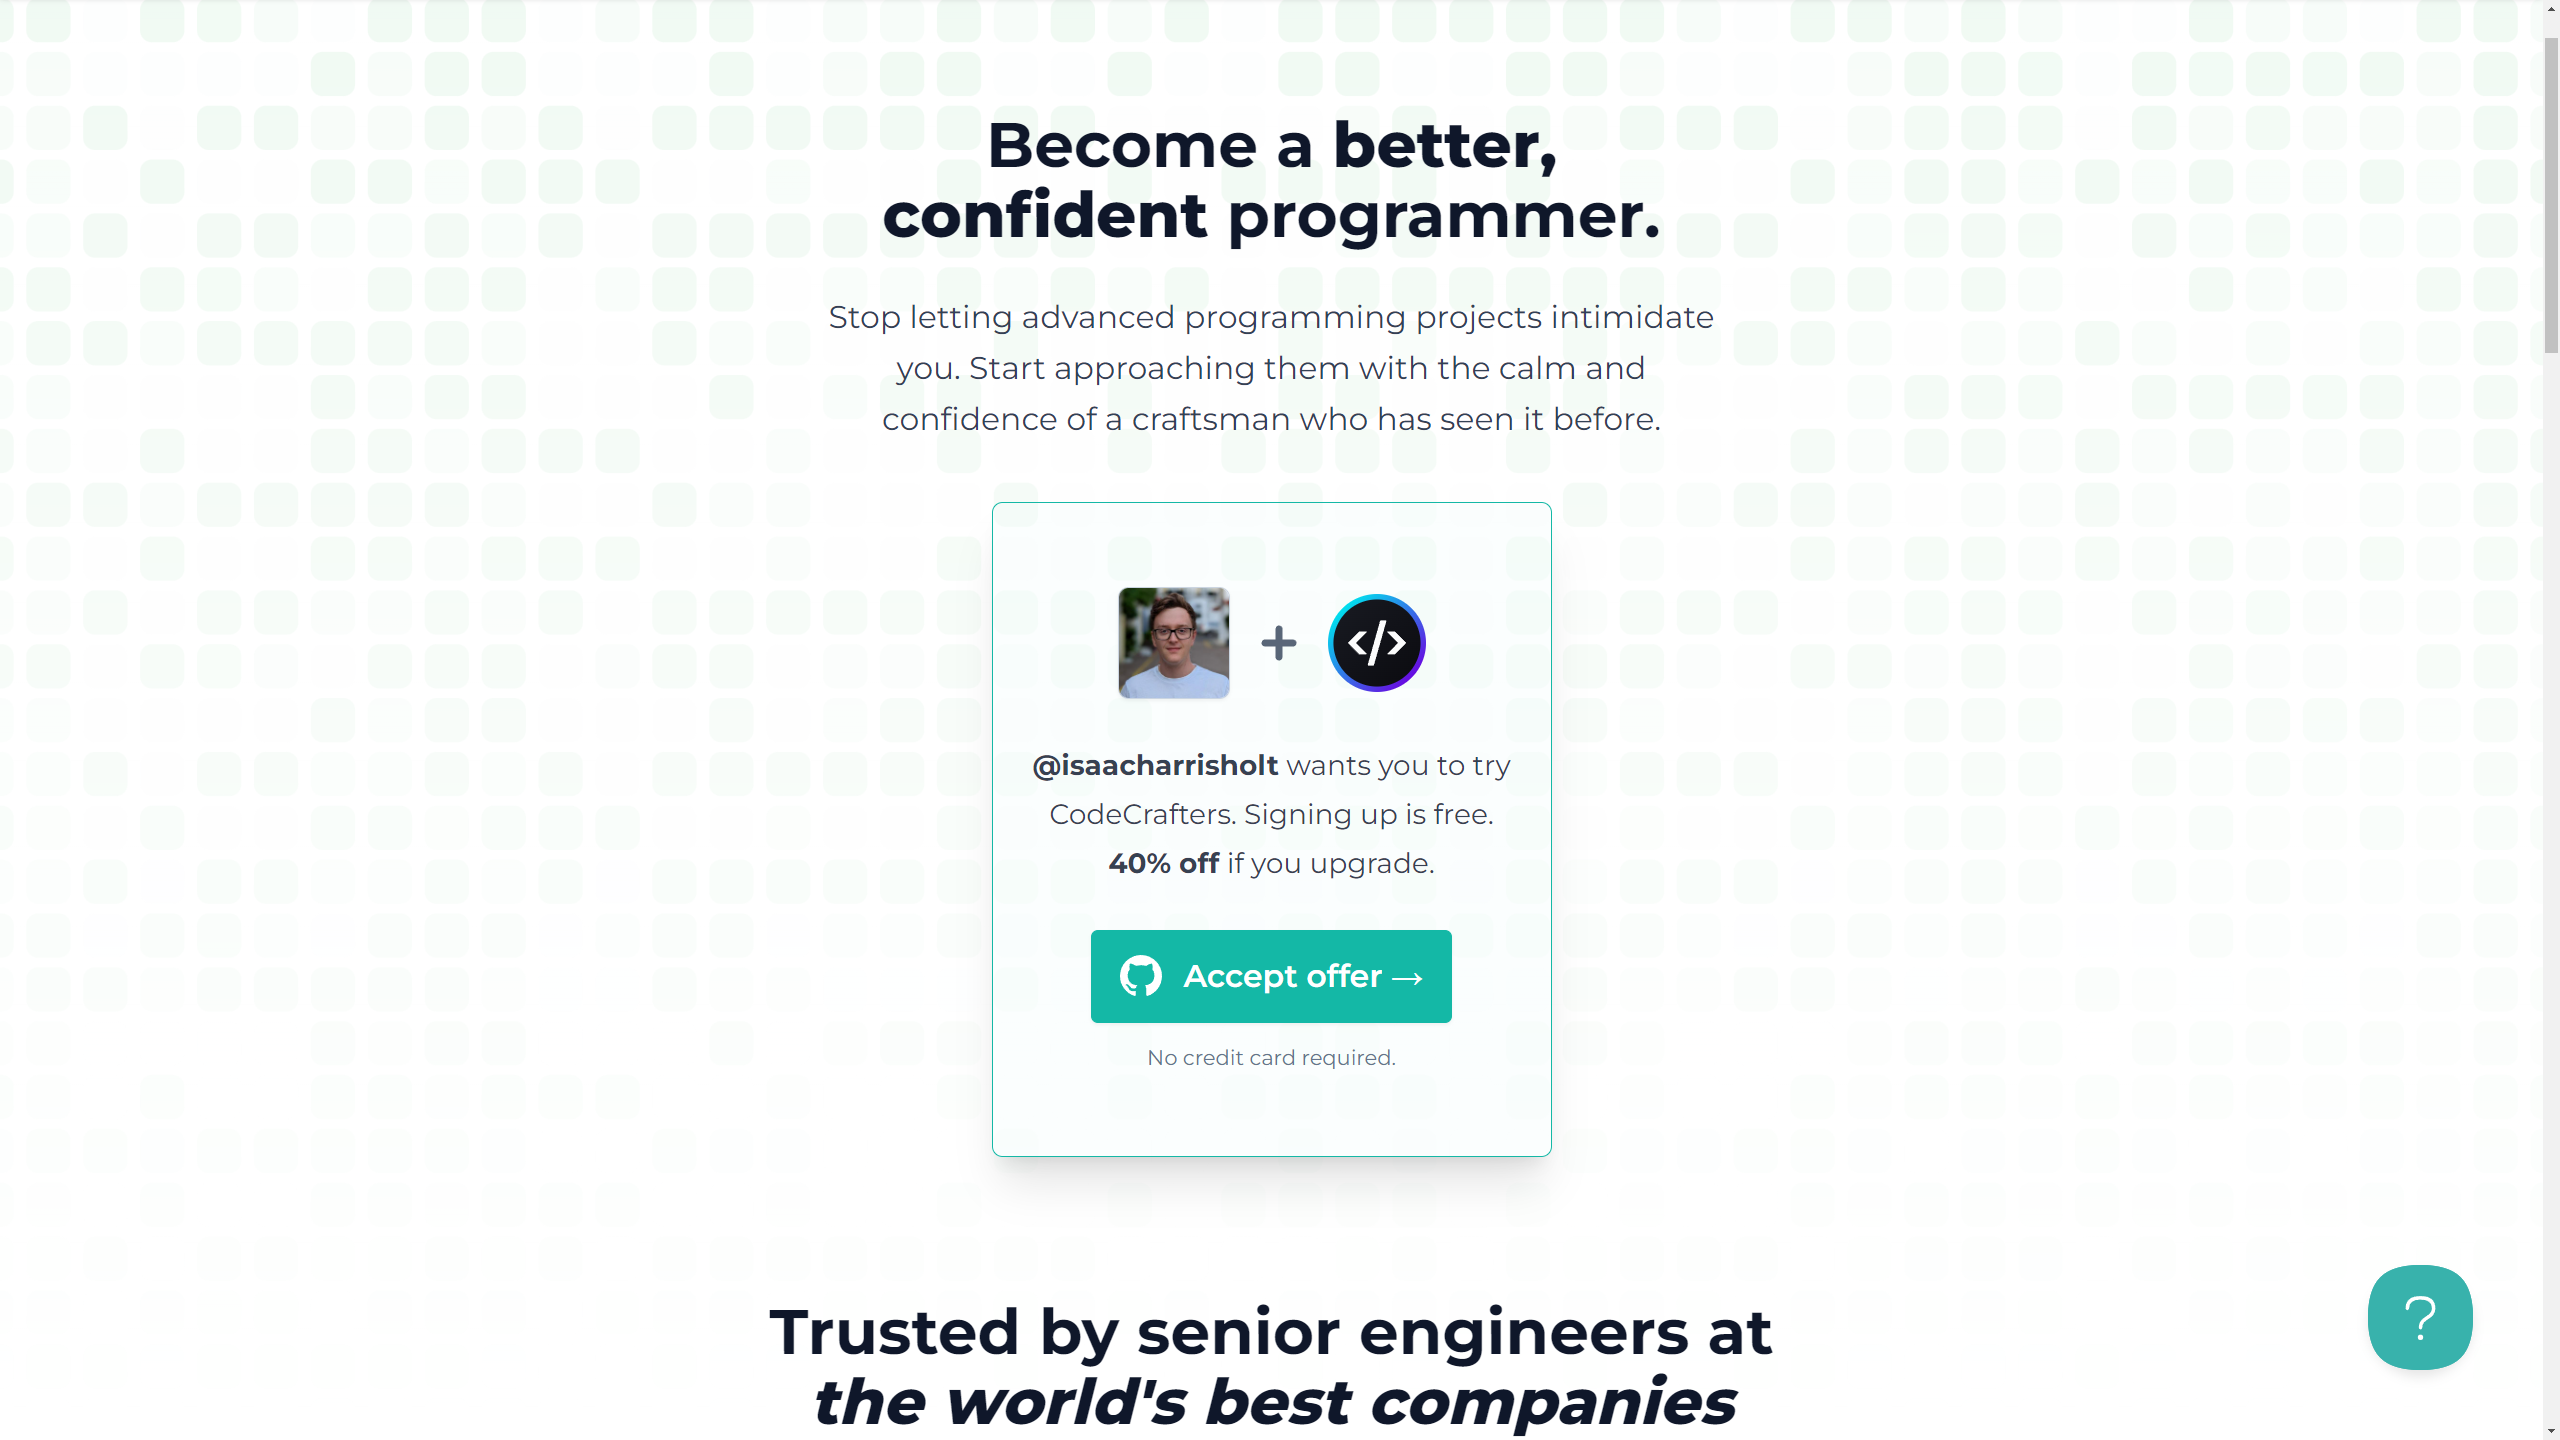 Become a better,
confident programmer.
Stop letting advanced programming projects intimidate
you. Start approaching them with the calm and
confidence of a craftsman who has seen it before.
</>
@isaacharrisholt wants you to try
CodeCrafters. Signing up is free.
40% off if you upgrade.
Accept offer →
No credit card required.
Trusted by senior engineers at
the world's best companies
?